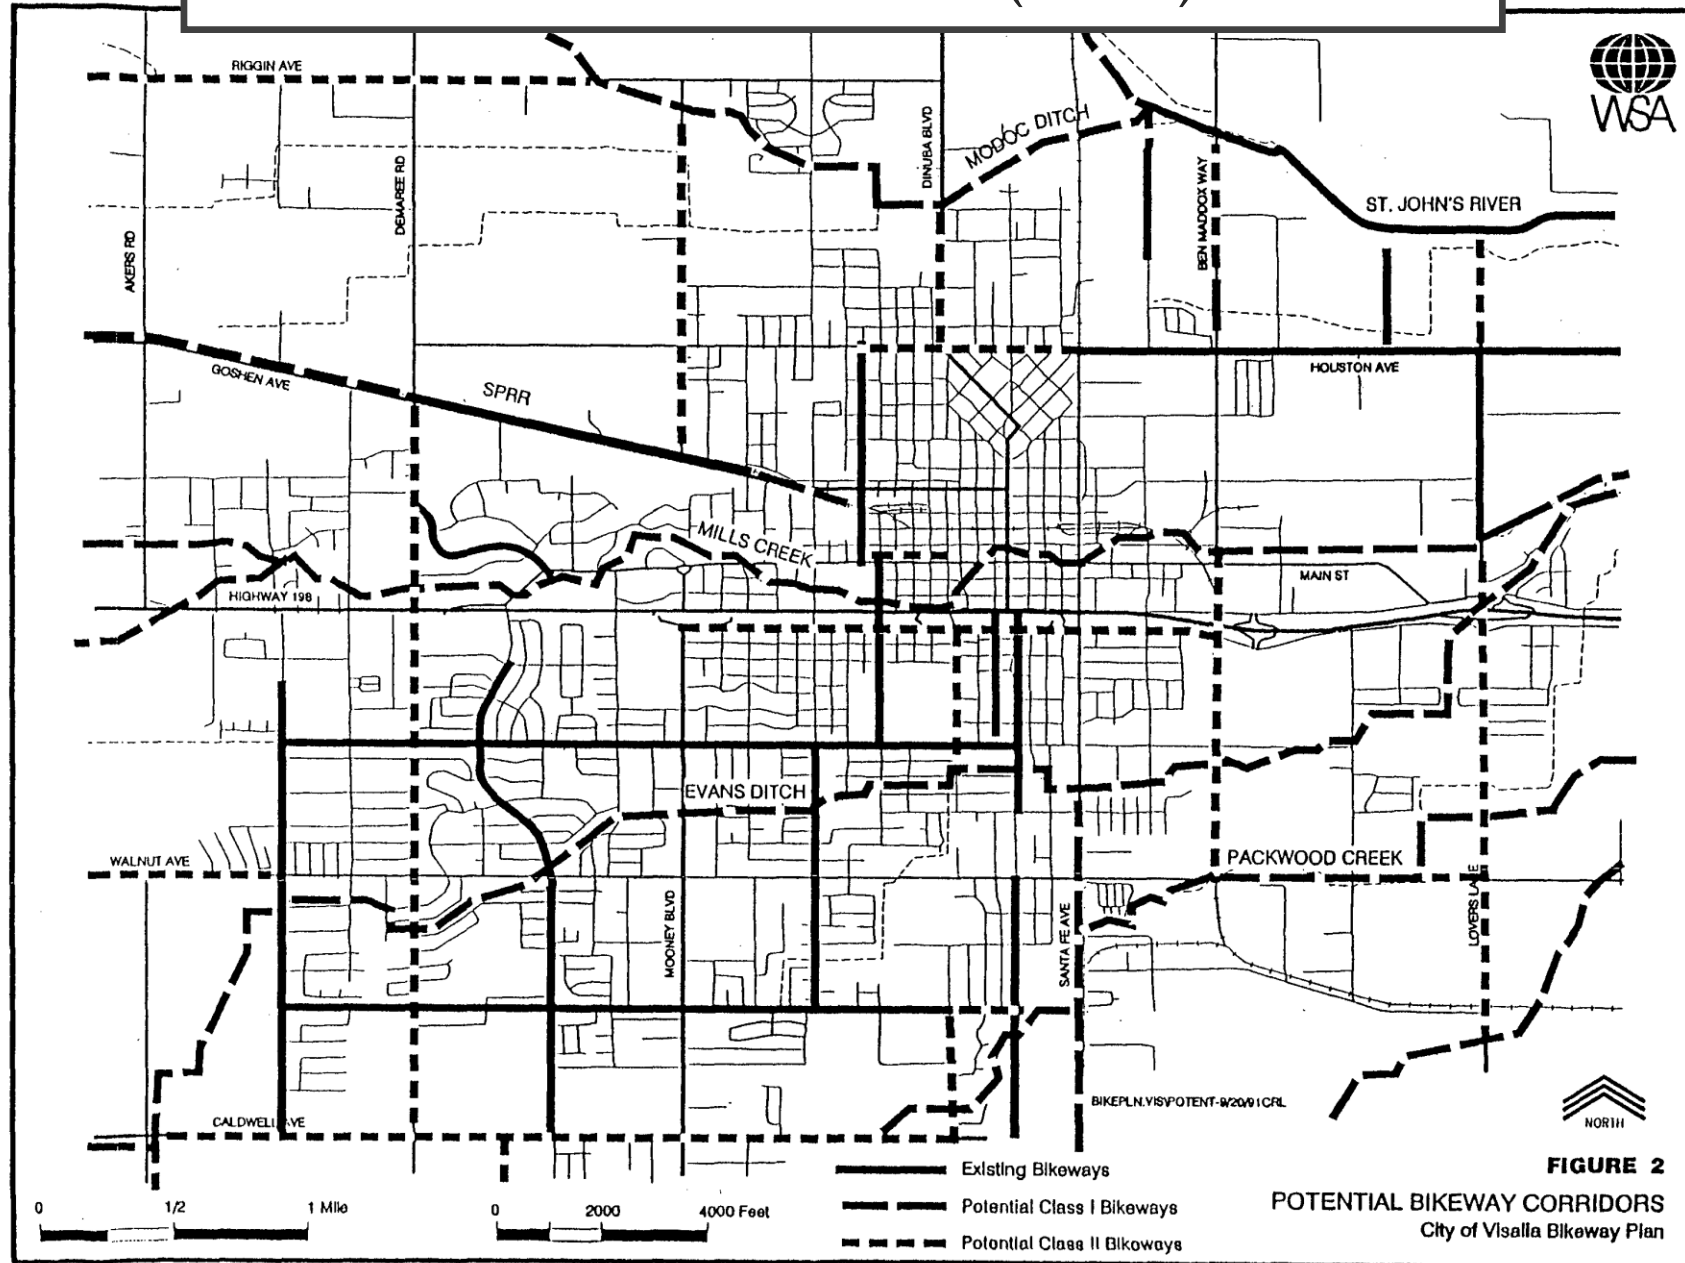 RIGGIN AVE
WSA
DINUBA BLVD
MODOC DITCH
DEMAREE RD
BEN MADDOX WAY
ST. JOHN'S RIVER
AKERS RD
GOSHEN AVE
SPRR
HOUSTON AVE
MILLS CREEK
MAIN ST
HIGHWAY 198
EVANS DITCH
WALNUT AVE
PACKWOOD CREEK
MOONEY BLVD
SANTA FE AVE
LOVERS LANE
BIKEPLN.VIS\POTENT-9/20/91 CRL
NORTH
CALDWELL AVE
Existing Bikeways
FIGURE 2
0 1/2 1 Mile
0 2000 4000 Feet
Potential Class I Bikeways
POTENTIAL BIKEWAY CORRIDORS
City of Visalia Bikeway Plan
Potential Class II Bikeways